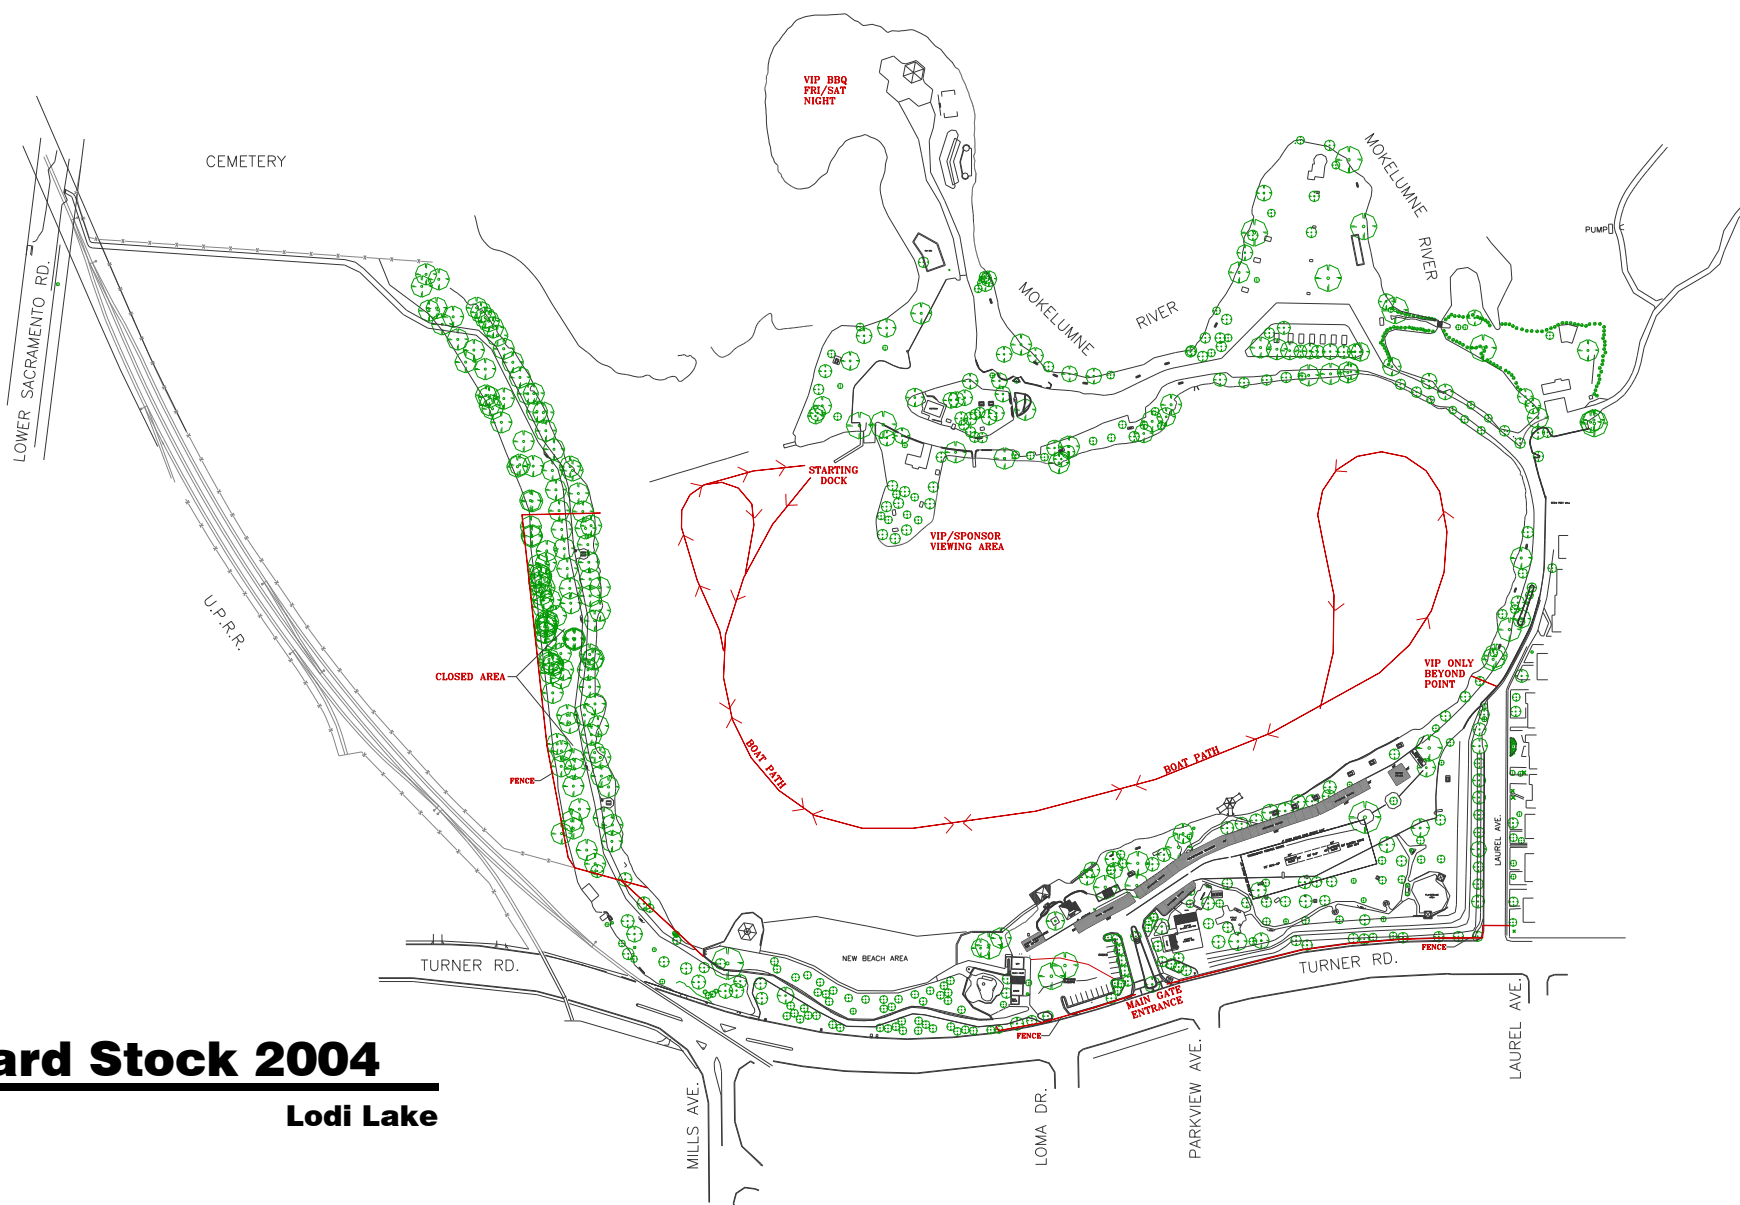 VIP BBQ
FRI/SAT
NIGHT
CEMETERY
MOKELUMNE
RIVER
PUMP
LOWER SACRAMENTO RD.
MOKELUMNE
RIVER
STARTING
DOCK
VIP/SPONSOR
VIEWING AREA
U.P.R.R.
CLOSED AREA
VIP ONLY
BEYOND
POINT
FENCE
BOAT PATH
BOAT PATH
LAUREL AVE.
NEW BEACH AREA
TURNER RD.
TURNER RD.
FENCE
MAIN GATE
ENTRANCE
FENCE
ard Stock 2004
Lodi Lake
MILLS AVE.
LOMA DR.
PARKVIEW AVE.
LAUREL AVE.